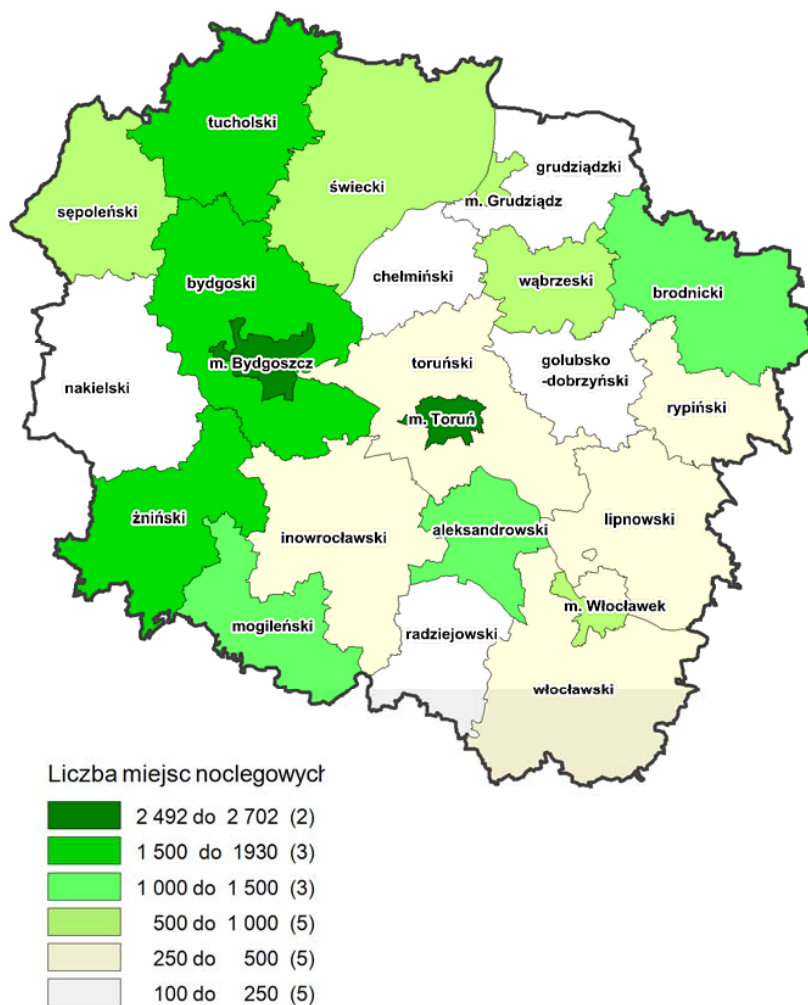 tucholski
grudziądzki
świecki
m. Grudziądz
sępoleński
chełmiński
bydgoski
wąbrzeski
brodnicki
m. Bydgoszcz
toruński
golubsko
-dobrzyński
nakielski
rypiński
m. Toruń
żniński
inowrocławski
aleksandrowski
lipnowski
m. Włocławek
mogileński
radziejowski
włocławski
Liczba miejsc noclegowych
2 492 do 2 702 (2)
1 500 do 1930 (3)
1 000 do 1 500 (3)
500 do 1 000 (5)
250 do 500 (5)
100 do 250 (5)